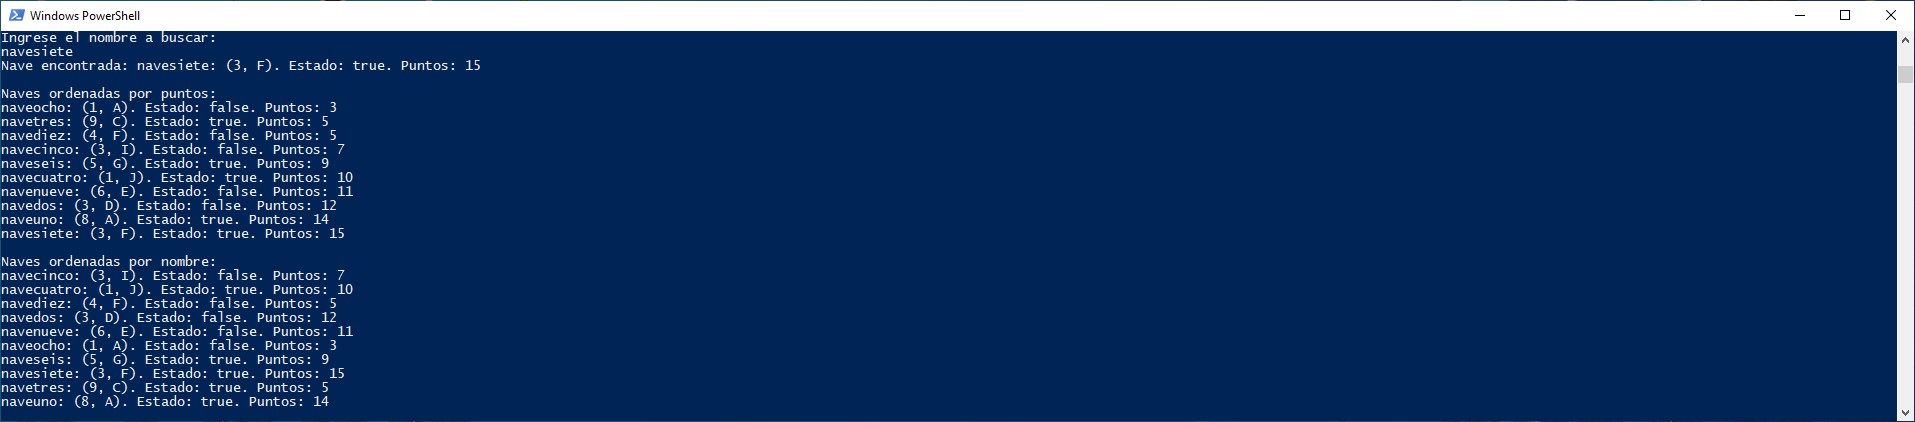 Windows PowerShell
Ingrese el nombre a buscar:
navesiete
Nave encontrada: navesiete: (3, F). Estado: true. Puntos: 15
Naves ordenadas por puntos:
naveocho: (1, A). Estado: false. Puntos: 3
navetres: (9, C). Estado: true. Puntos: 5
navediez: (4, F). Estado: false. Puntos: 5
navecinco: (3, I). Estado: false. Puntos: 7
naveseis: (5, G). Estado: true. Puntos: 9
navecuatro: (1, J). Estado: true. Puntos: 10
navenueve: (6, E). Estado: false. Puntos: 11
navedos: (3, D). Estado: false. Puntos: 12
naveuno: (8, A). Estado: true. Puntos: 14
navesiete: (3, F). Estado: true. Puntos: 15
Naves ordenadas por nombre:
navecinco: (3, I). Estado: false. Puntos: 7
navecuatro: (1, J). Estado: true. Puntos: 10
navediez: (4, F). Estado: false. Puntos: 5
navedos: (3, D). Estado: false. Puntos: 12
navenueve: (6, E). Estado: false. Puntos: 11
naveocho: (1, A). Estado: false. Puntos: 3
naveseis: (5, G). Estado: true. Puntos: 9
navesiete: (3, F). Estado: true. Puntos: 15
navetres: (9, C). Estado: true. Puntos: 5
naveuno: (8, A). Estado: true. Puntos: 14